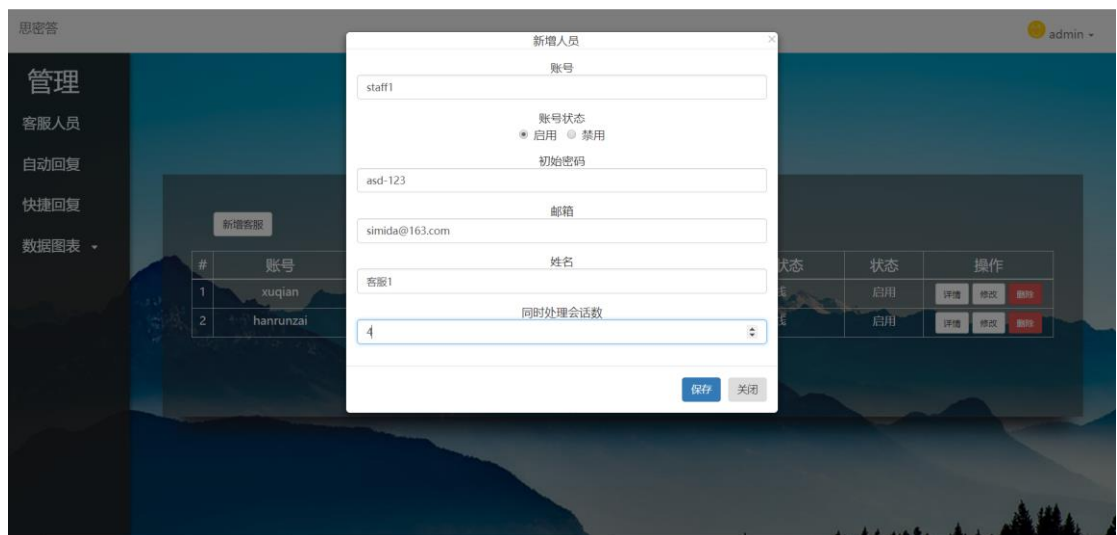 思密答
admin
新增人员
×
管理
客服人员
自动回复
快捷回复
数据图表
账号
staff1
账号状态
启用 禁用
初始密码
asd-123
邮箱
simida@163.com
姓名
客服1
同时处理会话数
4
保存 关闭
新增客服
# 账号 状态 状态 操作
1 xuqian 启用 详情 修改 删除
2 hanrunzai 启用 详情 修改 删除